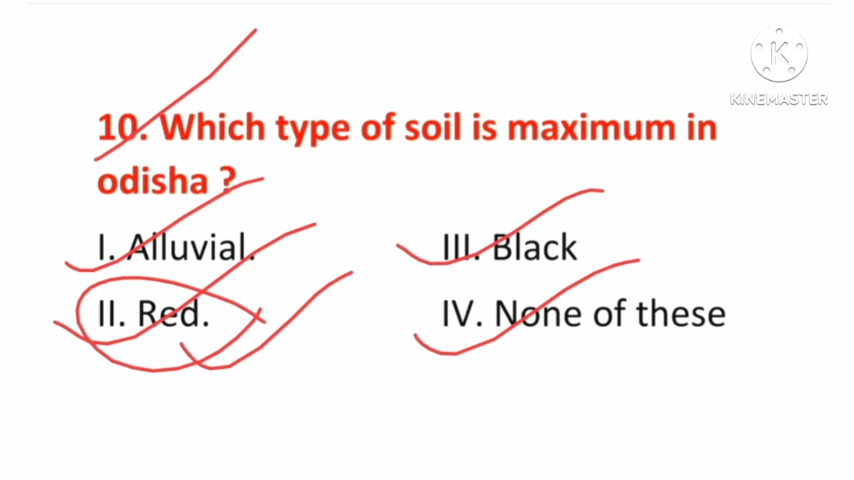 KINEMASTER
10. Which type of soil is maximum in
odisha ?
I. Alluvial.
III. Black
II. Red.
IV. None of these